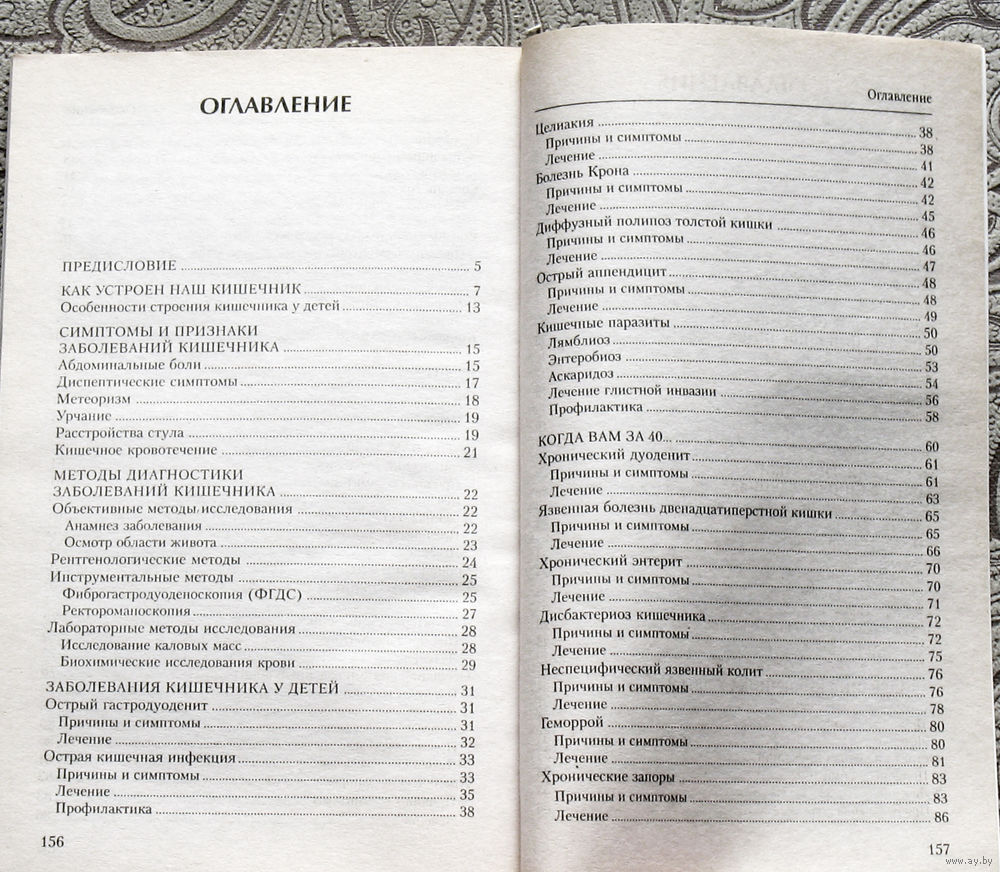 ОГЛАВЛЕНИЕ
ПРЕДИСЛОВИЕ 5
КАК УСТРОЕН НАШ КИШЕЧНИК 7
Особенности строения кишечника у детей 13
СИМПТОМЫ И ПРИЗНАКИ
ЗАБОЛЕВАНИЙ КИШЕЧНИКА 15
Абдоминальные боли 15
Диспептические симптомы 17
Метеоризм 18
Урчание 19
Расстройства стула 19
Кишечное кровотечение 21
МЕТОДЫ ДИАГНОСТИКИ
ЗАБОЛЕВАНИЙ КИШЕЧНИКА 22
Объективные методы исследования 22
Анамнез заболевания 22
Осмотр области живота 23
Рентгенологические методы 24
Инструментальные методы 25
Фиброгастродуоденоскопия (ФГДС) 25
Ректороманоскопия 27
Лабораторные методы исследования 28
Исследование каловых масс 28
Биохимические исследования крови 29
ЗАБОЛЕВАНИЯ КИШЕЧНИКА У ДЕТЕЙ 31
Острый гастродуоденит 31
Причины и симптомы 31
Лечение 32
Острая кишечная инфекция 33
Причины и симптомы 33
Лечение 35
Профилактика 38
156
Оглавление
Целиакия 38
Причины и симптомы 38
Лечение 41
Болезнь Крона 42
Причины и симптомы 42
Лечение 45
Диффузный полипоз толстой кишки 46
Причины и симптомы 46
Лечение 47
Острый аппендицит 48
Причины и симптомы 48
Лечение 49
Кишечные паразиты 50
Лямблиоз 50
Энтеробиоз 53
Аскаридоз 54
Лечение глистной инвазии 56
Профилактика 58
КОГДА ВАМ ЗА 40... 60
Хронический дуоденит 61
Причины и симптомы 61
Лечение 63
Язвенная болезнь двенадцатиперстной кишки 65
Причины и симптомы 65
Лечение 66
Хронический энтерит 70
Причины и симптомы 70
Лечение 71
Дисбактериоз кишечника 72
Причины и симптомы 72
Лечение 75
Неспецифический язвенный колит 76
Причины и симптомы 76
Лечение 78
Геморрой 80
Причины и симптомы 80
Лечение 81
Хронические запоры 83
Причины и симптомы 83
Лечение 86
157
www.ay.by